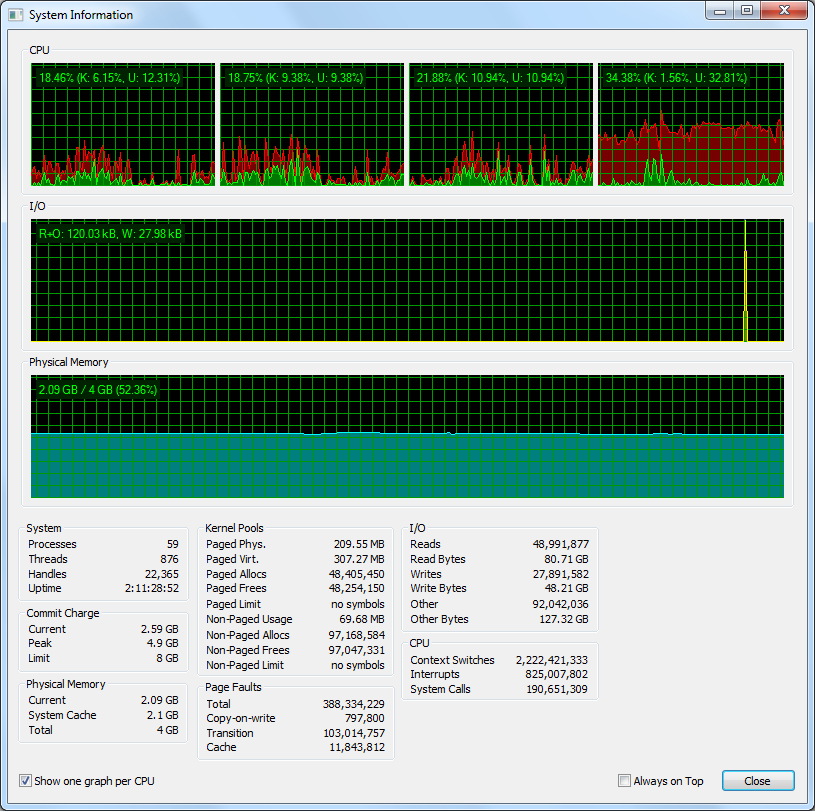 System Information
CPU
18.46% (K: 6.15%, U: 12.31%)
18.75% (K: 9.38%, U: 9.38%)
21.88% (K: 10.94%, U: 10.94%)
34.38% (K: 1.56%, U: 32.81%)
I/O
R+O: 120.03 kB, W: 27.98 kB
Physical Memory
2.09 GB / 4 GB (52.36%)
System
Processes 59
Threads 876
Handles 22,365
Uptime 2:11:28:52
Commit Charge
Current 2.59 GB
Peak 4.9 GB
Limit 8 GB
Physical Memory
Current 2.09 GB
System Cache 2.1 GB
Total 4 GB
Kernel Pools
Paged Phys. 209.55 MB
Paged Virt. 307.27 MB
Paged Allocs 48,405,450
Paged Frees 48,254,150
Paged Limit no symbols
Non-Paged Usage 69.68 MB
Non-Paged Allocs 97,168,584
Non-Paged Frees 97,047,331
Non-Paged Limit no symbols
Page Faults
Total 388,334,229
Copy-on-write 797,800
Transition 103,014,757
Cache 11,843,812
I/O
Reads 48,991,877
Read Bytes 80.71 GB
Writes 27,891,582
Write Bytes 48.21 GB
Other 92,042,036
Other Bytes 127.32 GB
CPU
Context Switches 2,222,421,333
Interrupts 825,007,802
System Calls 190,651,309
Show one graph per CPU
Always on Top
Close